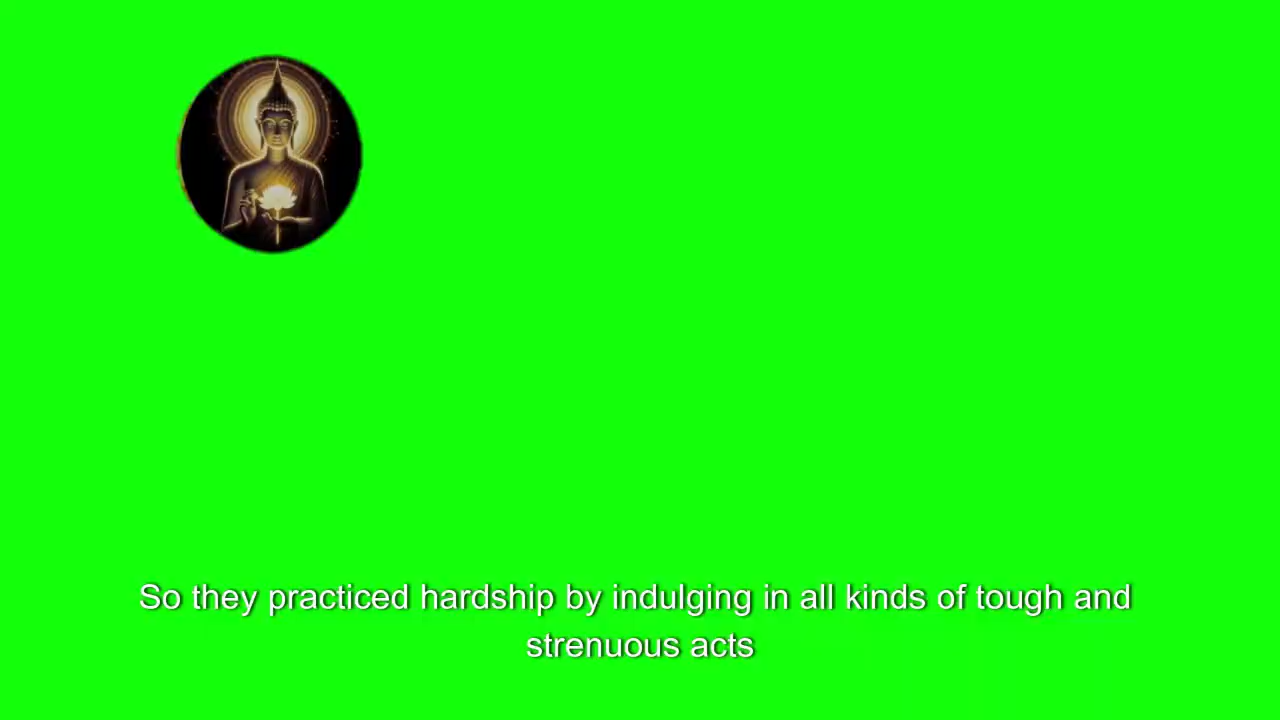 So they practiced hardship by indulging in all kinds of tough and
strenuous acts